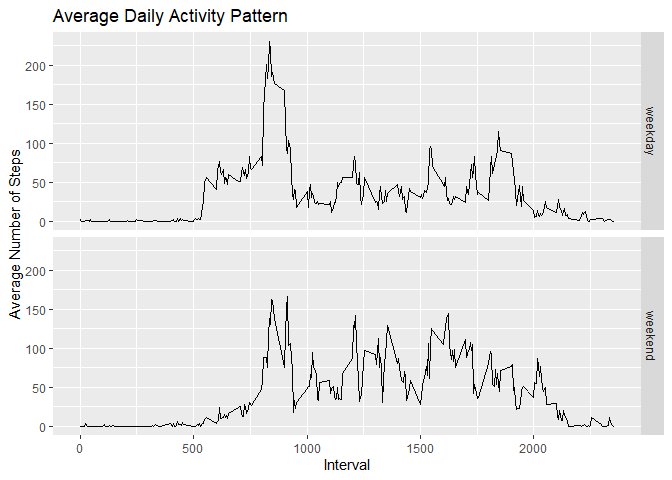 Average Daily Activity Pattern
Average Number of Steps
200
150
100
50
0
weekday
200
150
100
50
0
weekend
0 500 1000 1500 2000
Interval